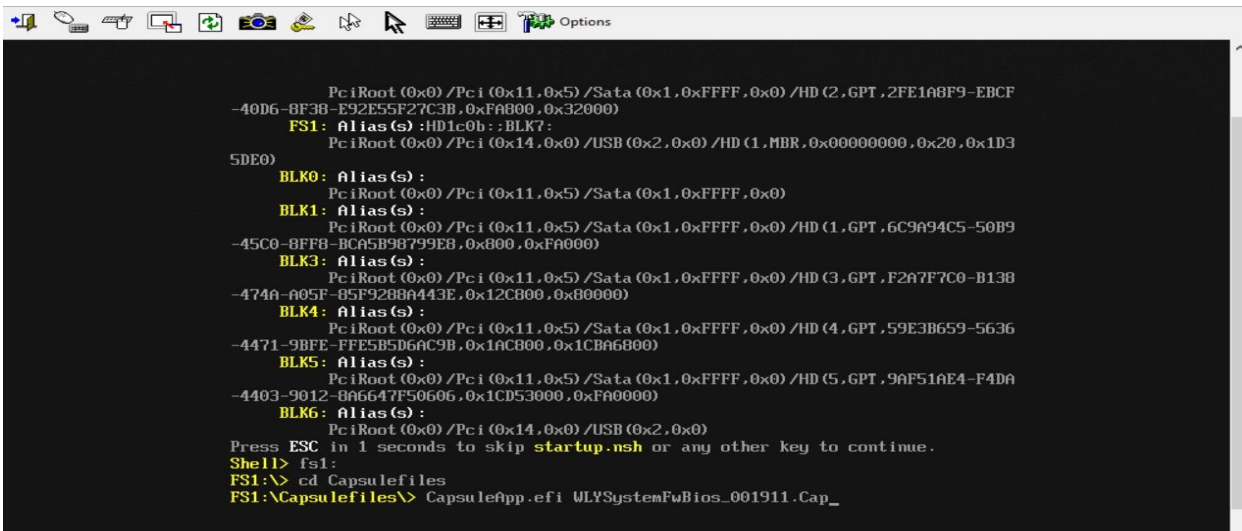 Options
PciRoot(0x0)/Pci(0x11,0x5)/Sata(0x1,0xFFFF,0x0)/HD(2,GPT,2FE1A8F9-EBCF
-40D6-8F38-E92E55F27C3B,0xFA800,0x32000)
FS1: Alias(s):HD1c0b::BLK7:
PciRoot(0x0)/Pci(0x14,0x0)/USB(0x2,0x0)/HD(1,MBR,0x00000000,0x20,0x1D3
5DE0)
BLK0: Alias(s):
PciRoot(0x0)/Pci(0x11,0x5)/Sata(0x1,0xFFFF,0x0)
BLK1: Alias(s):
PciRoot(0x0)/Pci(0x11,0x5)/Sata(0x1,0xFFFF,0x0)/HD(1,GPT,6C9A94C5-50B9
-45C0-8FF8-BCA5B98799E8,0x800,0xFA000)
BLK3: Alias(s):
PciRoot(0x0)/Pci(0x11,0x5)/Sata(0x1,0xFFFF,0x0)/HD(3,GPT,F2A7F7C0-B138
-474A-A05F-85F9288A443E,0x12C800,0x80000)
BLK4: Alias(s):
PciRoot(0x0)/Pci(0x11,0x5)/Sata(0x1,0xFFFF,0x0)/HD(4,GPT,59E3B659-5636
-4471-9BFE-FFE5B5D6AC9B,0x1AC800,0x1CBA6800)
BLK5: Alias(s):
PciRoot(0x0)/Pci(0x11,0x5)/Sata(0x1,0xFFFF,0x0)/HD(5,GPT,9AF51AE4-F4DA
-4403-9012-8A6647F50606,0x1CD53000,0xFA0000)
BLK6: Alias(s):
PciRoot(0x0)/Pci(0x14,0x0)/USB(0x2,0x0)
Press ESC in 1 seconds to skip startup.nsh or any other key to continue.
Shell> fs1:
FS1:\> cd Capsulefiles
FS1:\Capsulefiles\> CapsuleApp.efi WLYSystemFwBios_001911.Cap_